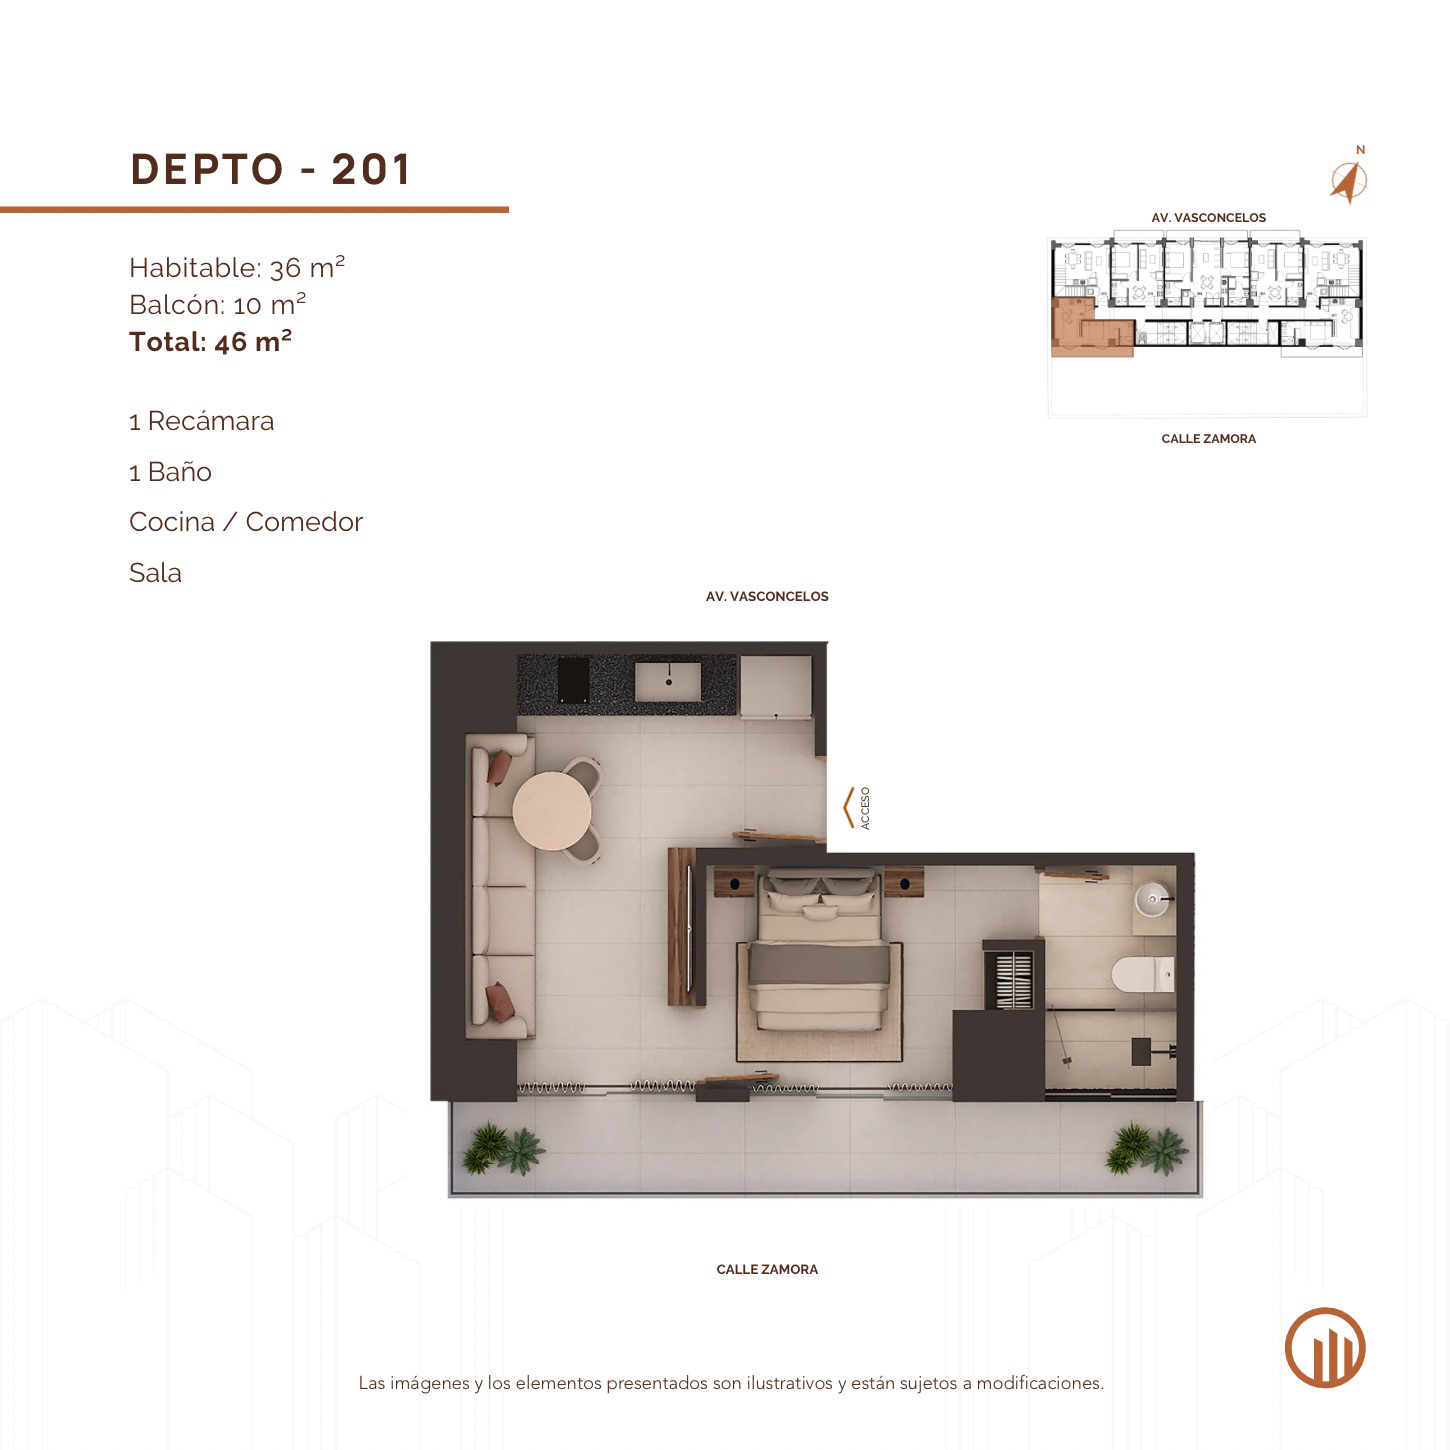 DEPTO - 201
Habitable: 36 m²
Balcón: 10 m²
Total: 46 m²
1 Recámara
1 Baño
Cocina / Comedor
Sala
N
AV. VASCONCELOS
CALLE ZAMORA
AV. VASCONCELOS
ACCESO
CALLE ZAMORA
Las imágenes y los elementos presentados son ilustrativos y están sujetos a modificaciones.